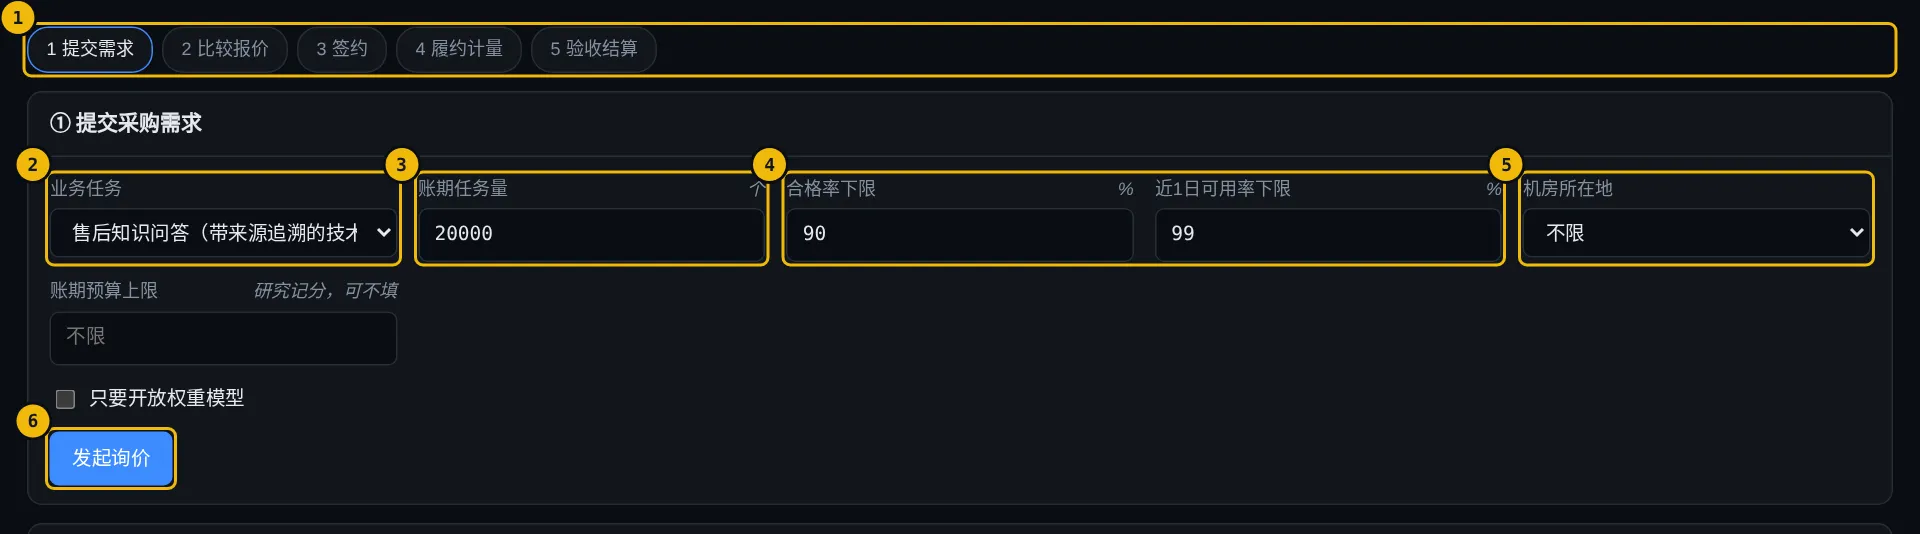 1
1 提交需求 2 比较报价 3 签约 4 履约计量 5 验收结算
① 提交采购需求
2 3 4 5
业务任务 账期任务量 个 合格率下限 % 近1日可用率下限 % 机房所在地
售后知识问答（带来源追溯的技术 20000 90 99 不限
账期预算上限 研究记分，可不填
不限
只要开放权重模型
6
发起询价